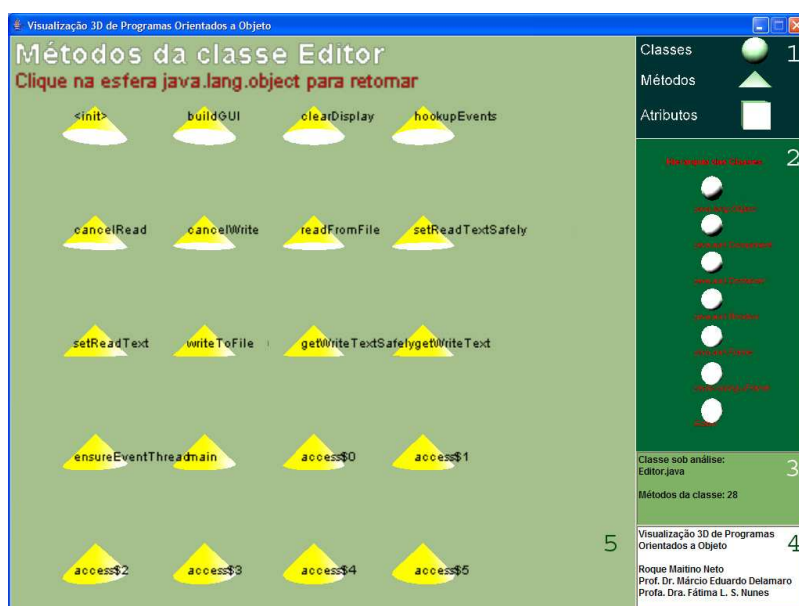 Visualização 3D de Programas Orientados a Objeto
Métodos da classe Editor
Clique na esfera java.lang.object para retornar
<init> buildGUI clearDisplay hookupEvents
cancelRead cancelWrite readFromFile setReadTextSafely
setReadText writeToFile getWriteTextSafely getWriteText
ensureEventThread main access$0 access$1
access$2 access$3 access$4 access$5
5
Classes 1
Métodos
Atributos
2
Classe sob análise: 3
Editor.java
Métodos da classe: 28
Visualização 3D de Programas 4
Orientados a Objeto
Roque Maitino Neto
Prof. Dr. Márcio Eduardo Delamaro
Profa. Dra. Fátima L. S. Nunes